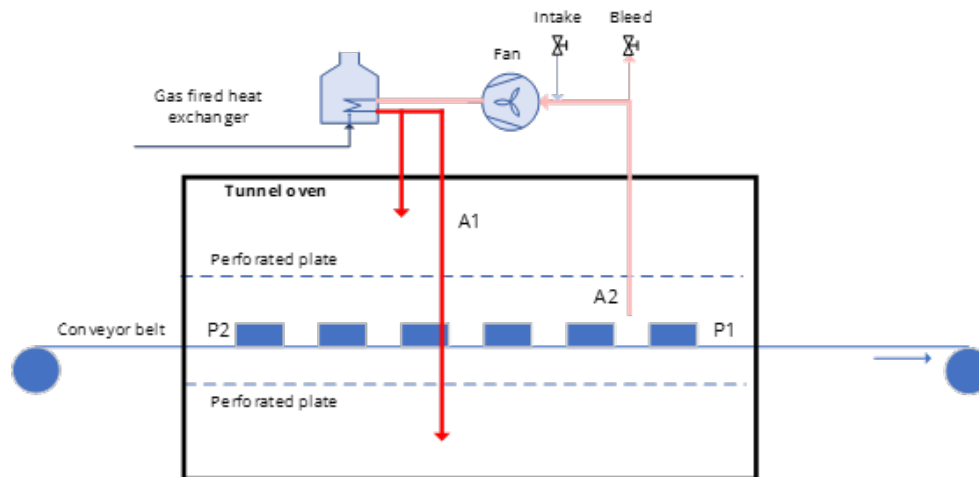 Intake
Bleed
Fan
Gas fired heat
exchanger
Tunnel oven
A1
Perforated plate
A2
Conveyor belt
P2
P1
Perforated plate